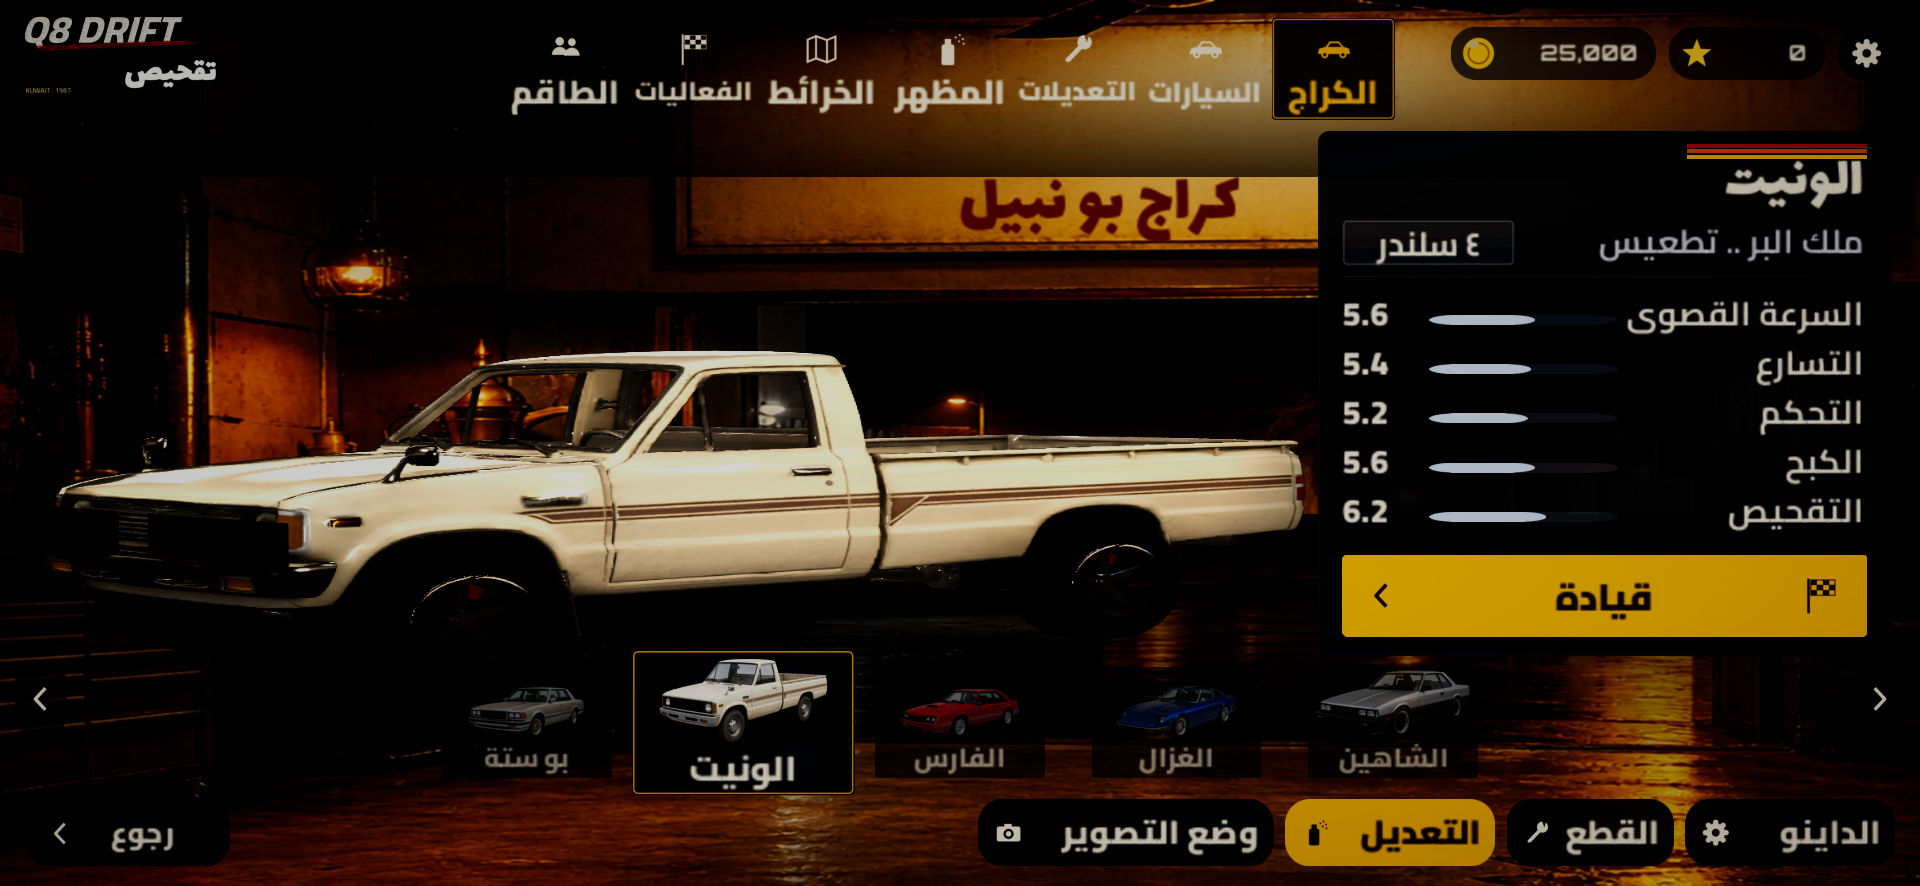 Q8 DRIFT
تقحيص
KUWAIT · 1987
الكراج
السيارات
التعديلات
المظهر
الخرائط
الفعاليات
الطاقم
25,000
0
كراج بو نبيل
الونيت
ملك البر .. تطعيس
٤ سلندر
السرعة القصوى 5.6
التسارع 5.4
التحكم 5.2
الكبح 5.6
التقحيص 6.2
قيادة
الشاهين
الغزال
الفارس
الونيت
بو ستة
الداينو
القطع
التعديل
وضع التصوير
رجوع